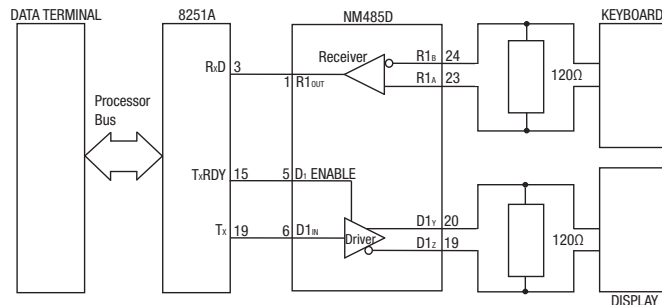 DATA TERMINAL
8251A
NM485D
KEYBOARD
Receiver
R1B 24
RxD 3
1 R1OUT
R1A 23
120Ω
Processor
Bus
TxRDY 15
5 D1 ENABLE
D1Y 20
Tx 19
6 D1IN
Driver
D1Z 19
120Ω
DISPLAY